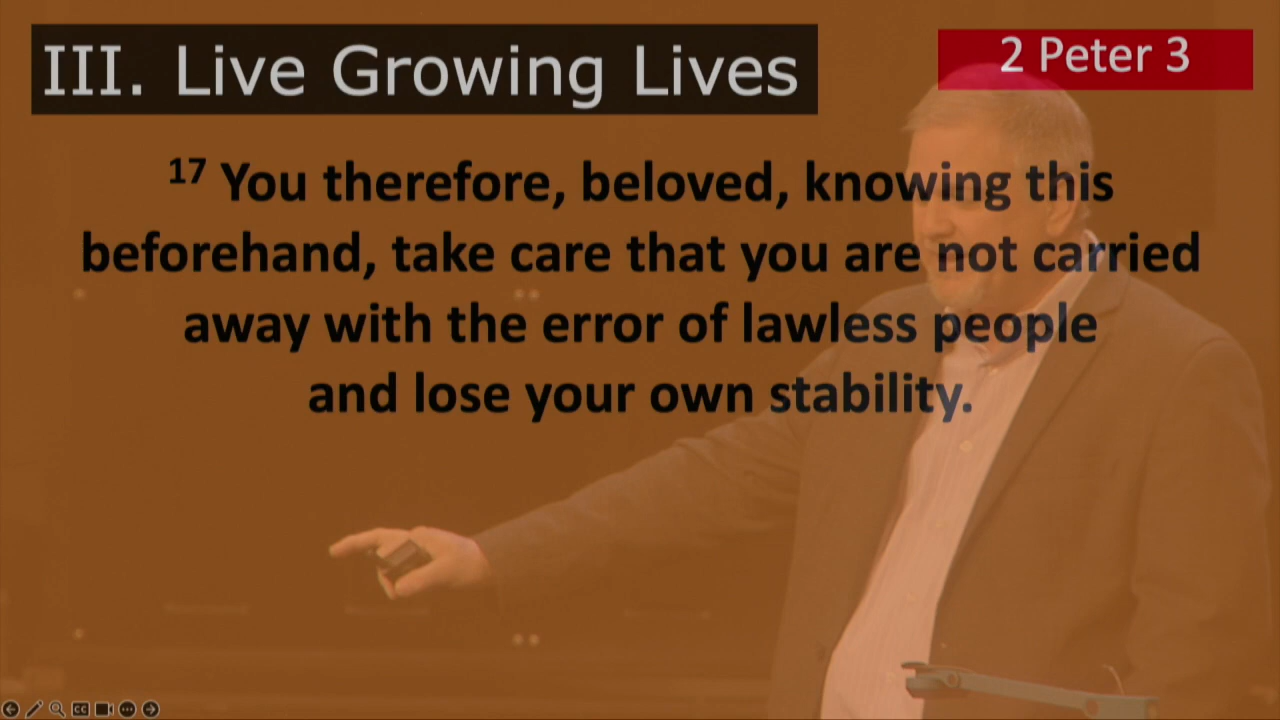 III. Live Growing Lives
2 Peter 3
17 You therefore, beloved, knowing this
beforehand, take care that you are not carried
away with the error of lawless people
and lose your own stability.
CC